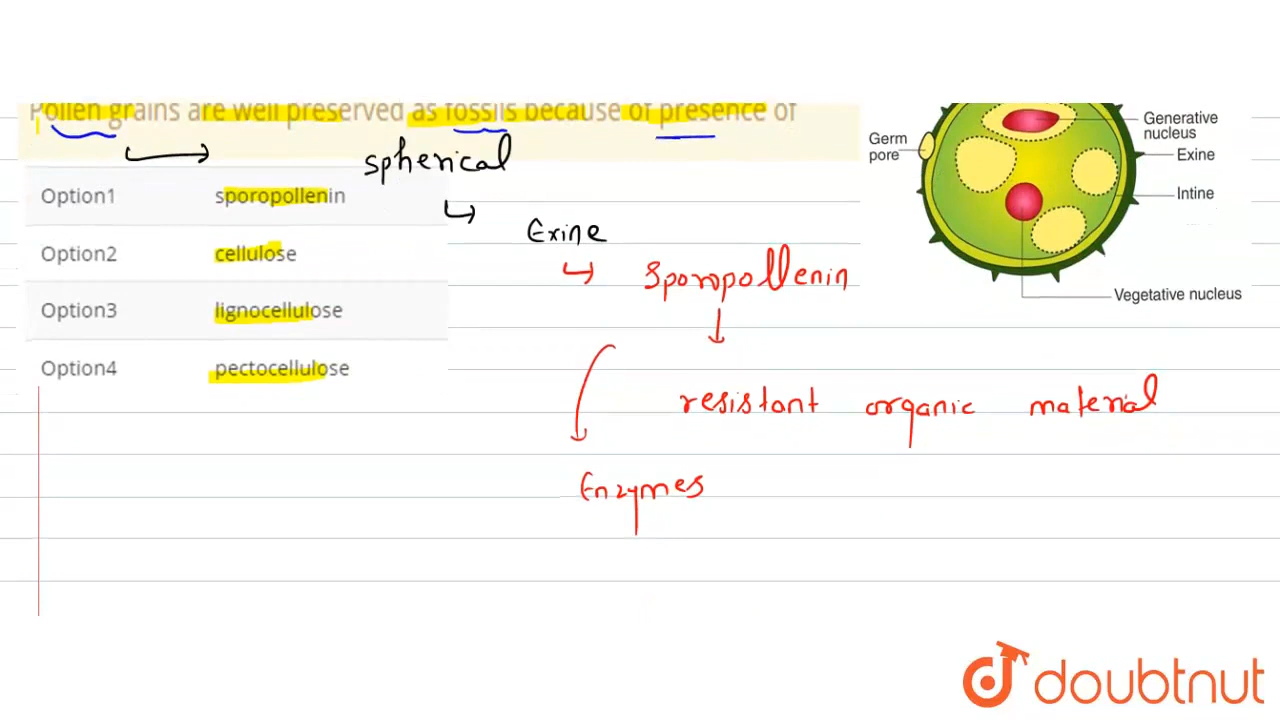 Pollen grains are well preserved as fossils because of presence of
spherical
Option1 sporopollenin
Option2 cellulose
Option3 lignocellulose
Option4 pectocellulose
Exine
Sporopollenin
resistant organic material
Enzymes
Generative
nucleus
Germ
pore
Exine
Intine
Vegetative nucleus
doubtnut